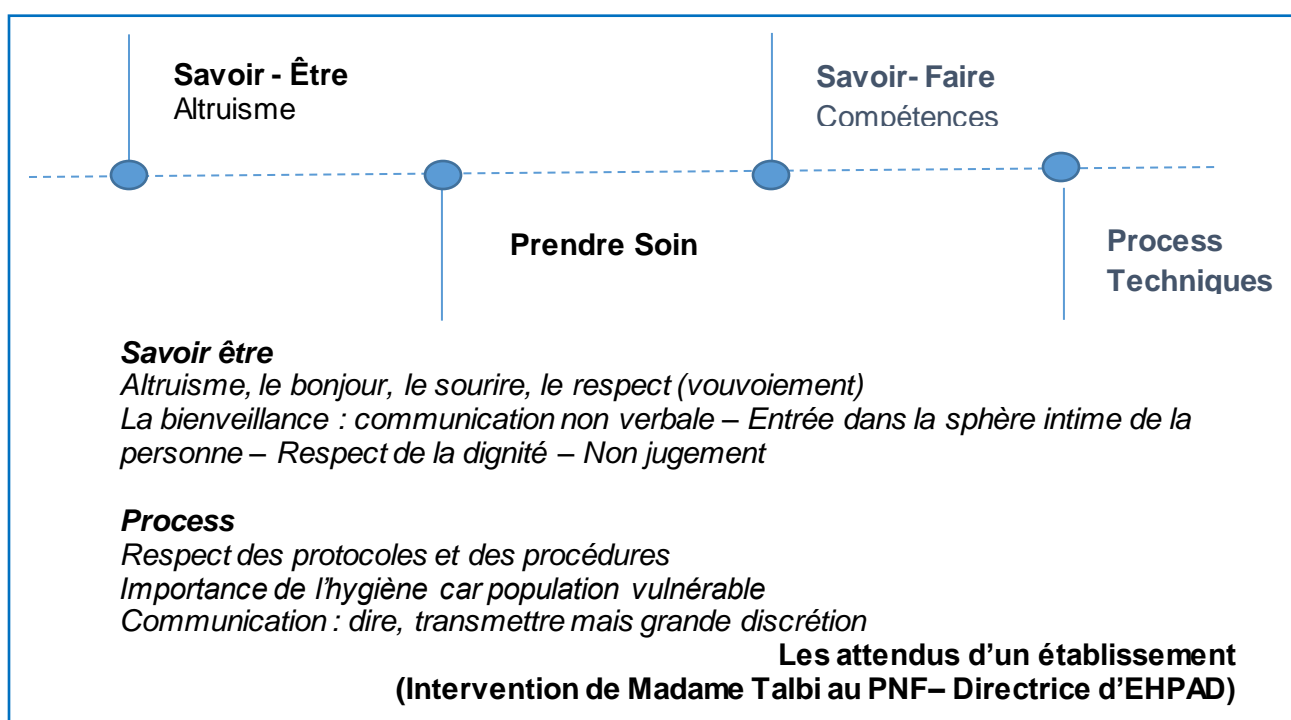 Savoir - Être
Altruisme
Savoir- Faire
Compétences
Prendre Soin
Process
Techniques
Savoir être
Altruisme, le bonjour, le sourire, le respect (vouvoiement)
La bienveillance : communication non verbale – Entrée dans la sphère intime de la
personne – Respect de la dignité – Non jugement
Process
Respect des protocoles et des procédures
Importance de l’hygiène car population vulnérable
Communication : dire, transmettre mais grande discrétion
Les attendus d’un établissement
(Intervention de Madame Talbi au PNF– Directrice d’EHPAD)